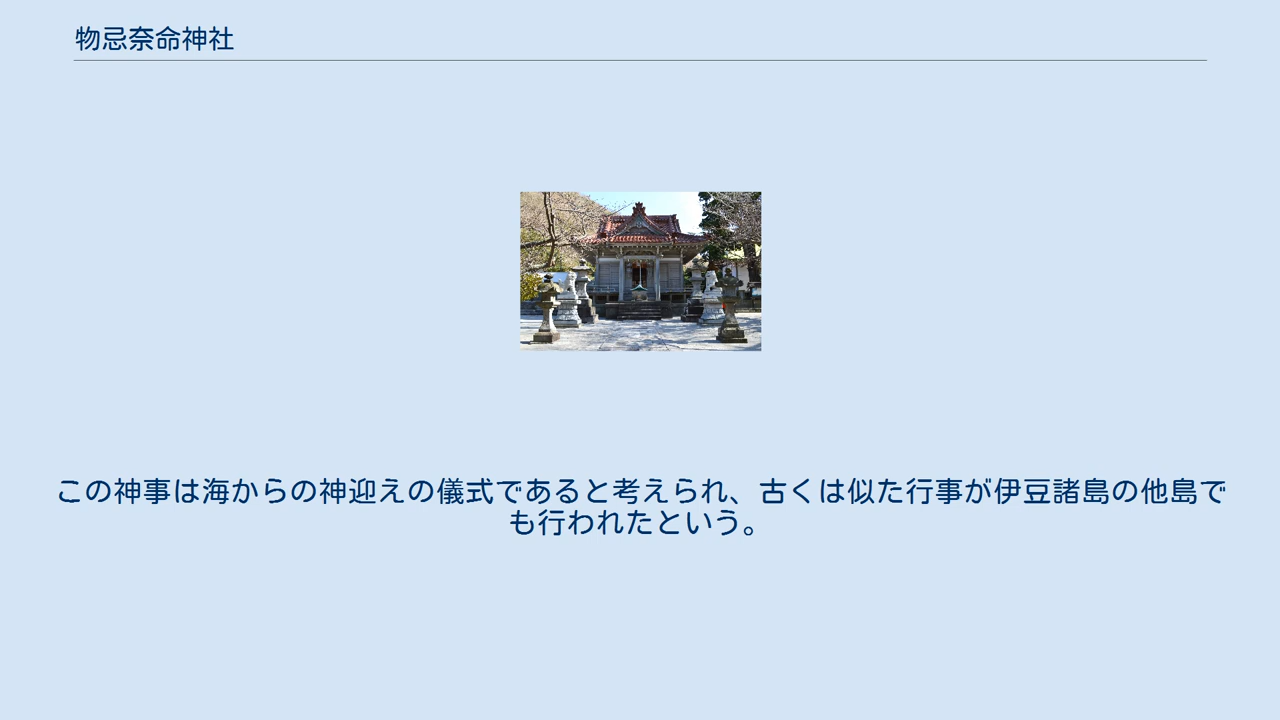 物忌奈命神社
この神事は海からの神迎えの儀式であると考えられ、古くは似た行事が伊豆諸島の他島で
も行われたという。